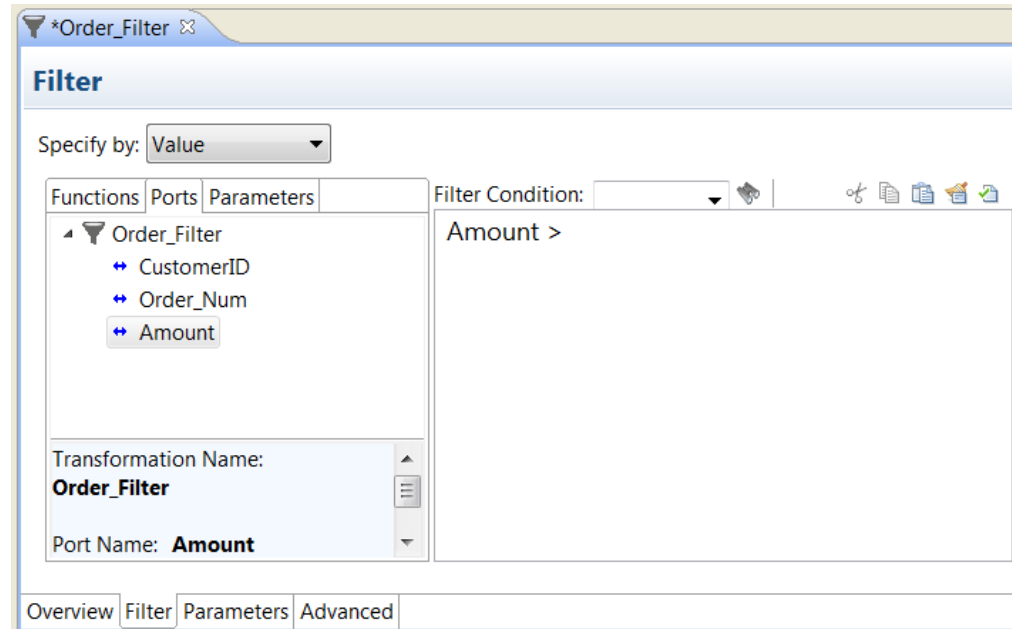 *Order_Filter
Filter
Specify by: Value
Functions Ports Parameters
Filter Condition:
Order_Filter
CustomerID
Order_Num
Amount
Amount >
Transformation Name:
Order_Filter
Port Name: Amount
Overview Filter Parameters Advanced